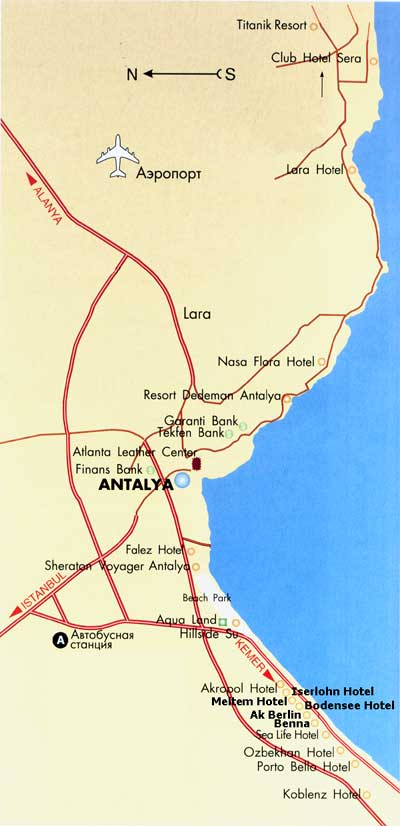 Titanik Resort
Club Hotel Sera
N S
Аэропорт
Lara Hotel
ALANYA
Lara
Nasa Flora Hotel
Resort Dedeman Antalya
Garanti Bank
Tekfen Bank
Atlanta Leather Center
Finans Bank
ANTALYA
Falez Hotel
Sheraton Voyager Antalya
ISTANBUL
Beach Park
Aqua Land
Hillside Su
A Автобусная
станция
KEMER
Akropol Hotel
Iserlohn Hotel
Meltem Hotel
Bodensee Hotel
Ak Berlin
Benna
Sea Life Hotel
Ozbekhan Hotel
Porto Bello Hotel
Koblenz Hotel